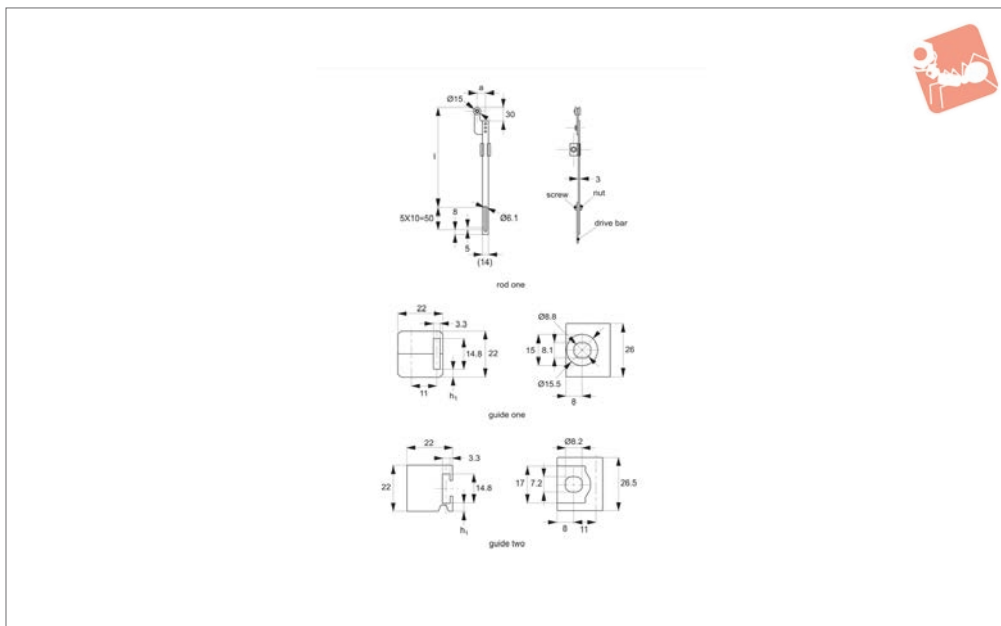 a
Ø15
30
l
3
screw
nut
5X10=50
8
Ø6.1
drive bar
5
(14)
rod one
22
3.3
14.8
22
11
h1
Ø8.8
15
8.1
26
Ø15.5
8
guide one
22
3.3
22
14.8
h1
Ø8.2
17
7.2
26.5
8
11
guide two